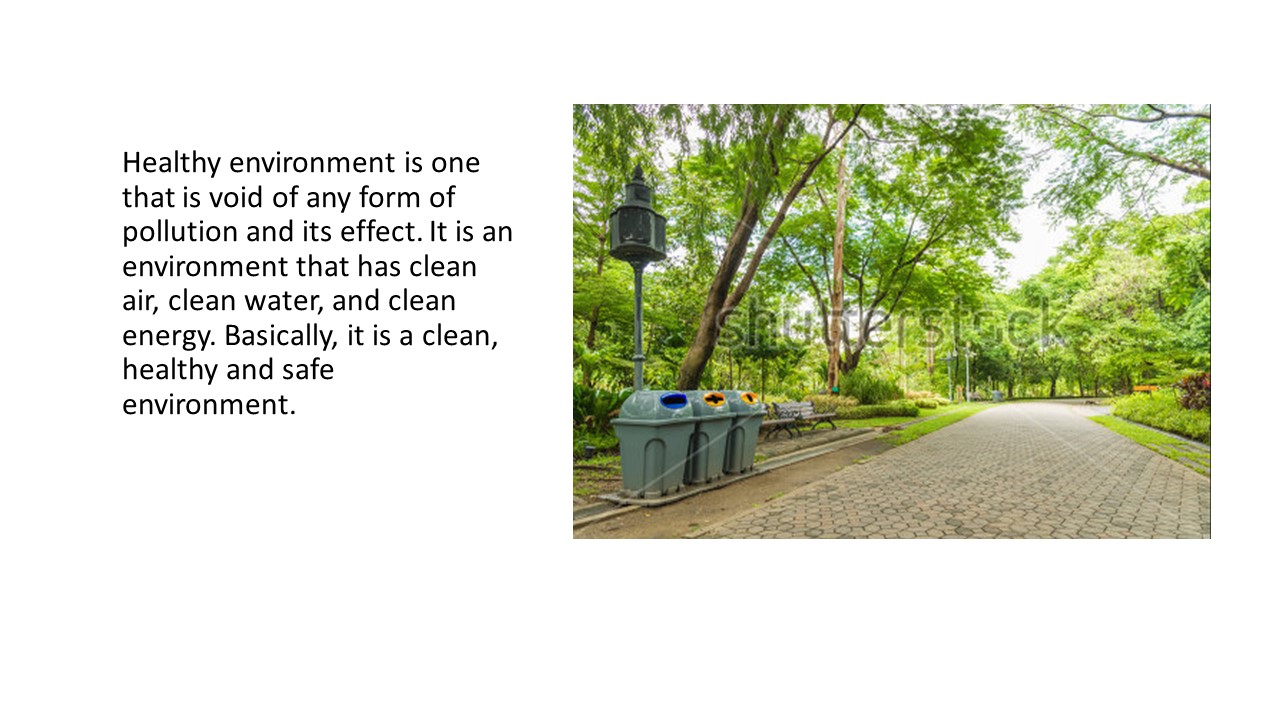 Healthy environment is one
that is void of any form of
pollution and its effect. It is an
environment that has clean
air, clean water, and clean
energy. Basically, it is a clean,
healthy and safe
environment.
shutterstock